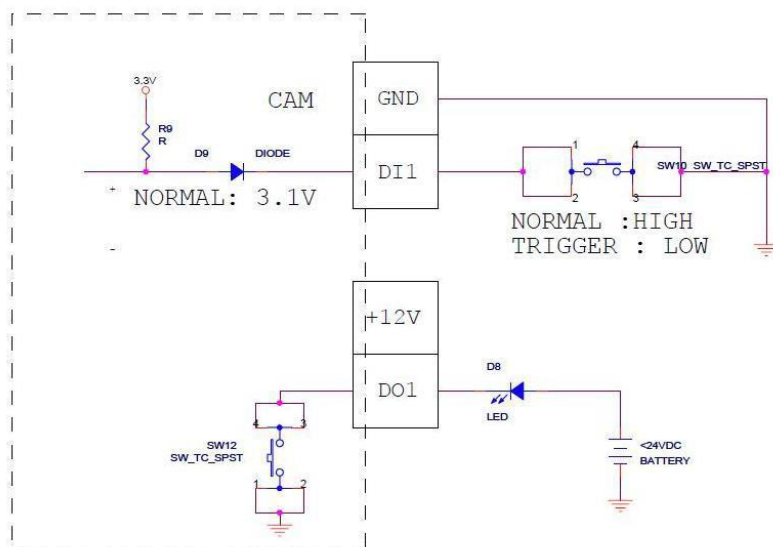 3.3V
R9
R
CAM
GND
D9
DIODE
DI1
+
-
NORMAL: 3.1V
1
4
2
3
SW10 SW_TC_SPST
NORMAL :HIGH
TRIGGER : LOW
+12V
DO1
D8
LED
<24VDC
BATTERY
4
3
SW12
SW_TC_SPST
1
2